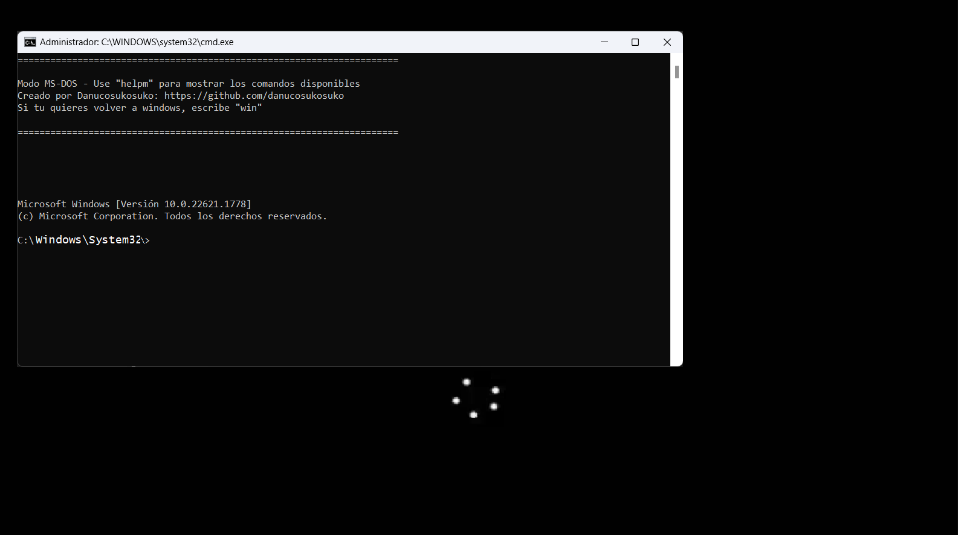 Administrador: C:\WINDOWS\system32\cmd.exe
======================================================================
Modo MS-DOS - Use "helpm" para mostrar los comandos disponibles
Creado por Danucosukosuko: https://github.com/danucosukosuko
Si tu quieres volver a windows, escribe "win"
======================================================================
Microsoft Windows [Versión 10.0.22621.1778]
(c) Microsoft Corporation. Todos los derechos reservados.
C:\Windows\System32\>